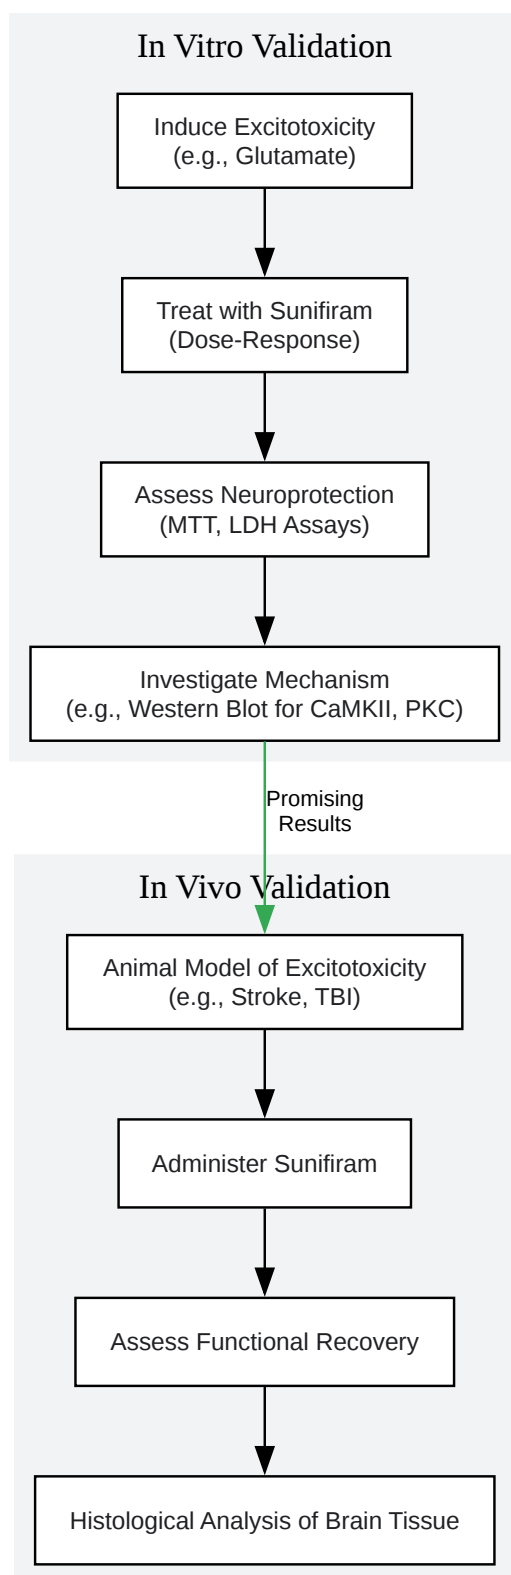 In Vitro Validation
Induce Excitotoxicity
(e.g., Glutamate)
Treat with Sunifiram
(Dose-Response)
Assess Neuroprotection
(MTT, LDH Assays)
Investigate Mechanism
(e.g., Western Blot for CaMKII, PKC)
Promising
Results
In Vivo Validation
Animal Model of Excitotoxicity
(e.g., Stroke, TBI)
Administer Sunifiram
Assess Functional Recovery
Histological Analysis of Brain Tissue